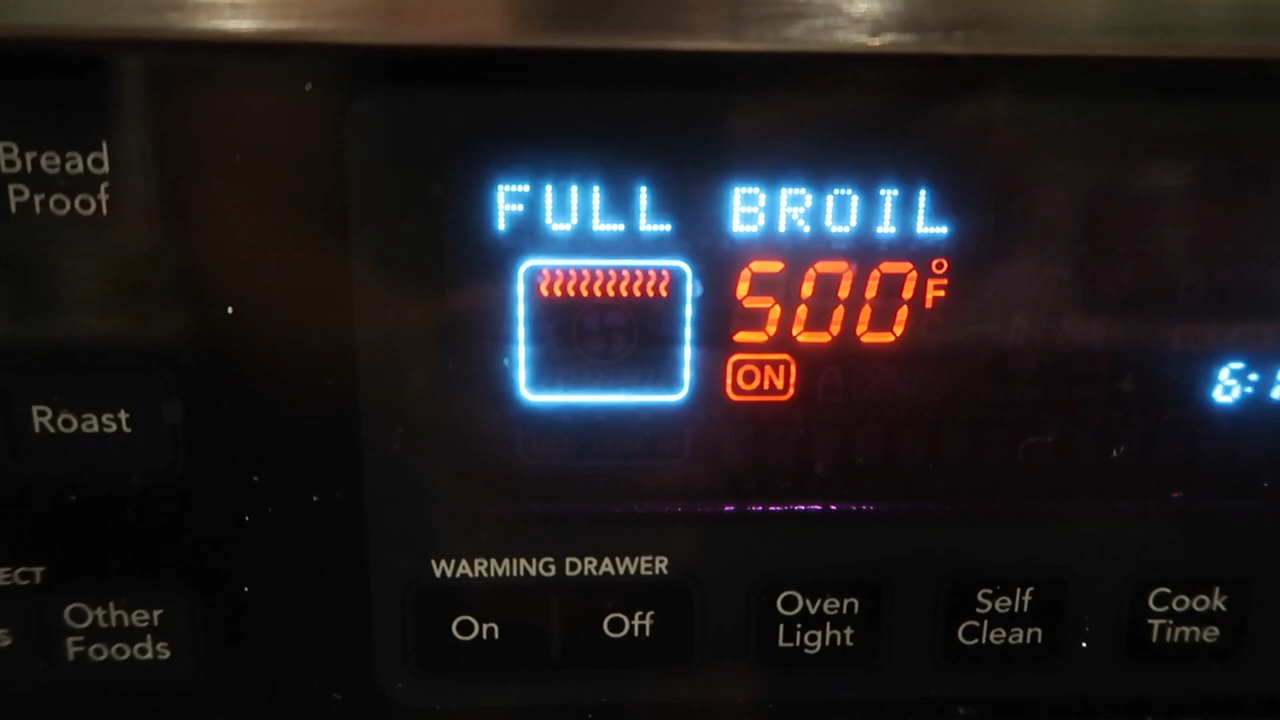 Bread
Proof
FULL BROIL
500°F
ON
Roast
WARMING DRAWER
On
Off
Oven
Light
Self
Clean
Cook
Time
Other
Foods